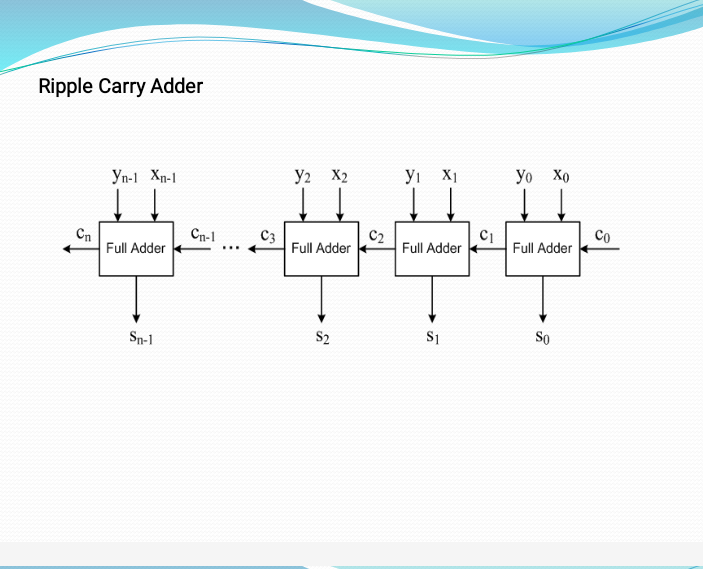 Ripple Carry Adder
yn-1 xn-1 y2 x2 y1 x1 y0 x0
cn Full Adder cn-1 ... c3 Full Adder c2 Full Adder c1 Full Adder c0
sn-1 s2 s1 s0